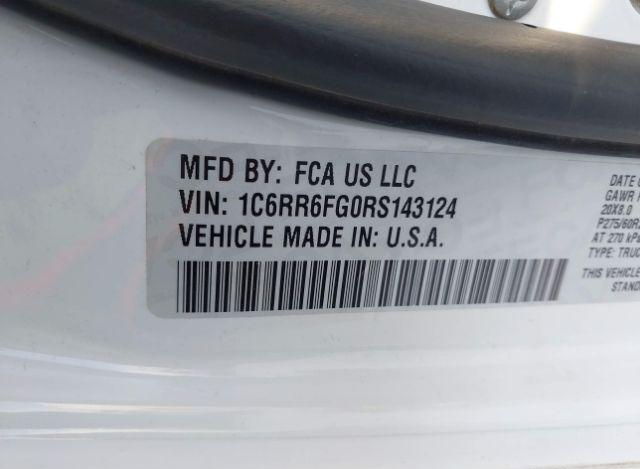 MFD BY: FCA US LLC
VIN: 1C6RR6FG0RS143124
VEHICLE MADE IN: U.S.A.
DATE
GAWR
20X8.0
P275/60R
AT 270 kPa
TYPE: TRUC
THIS VEHICLE
STAND